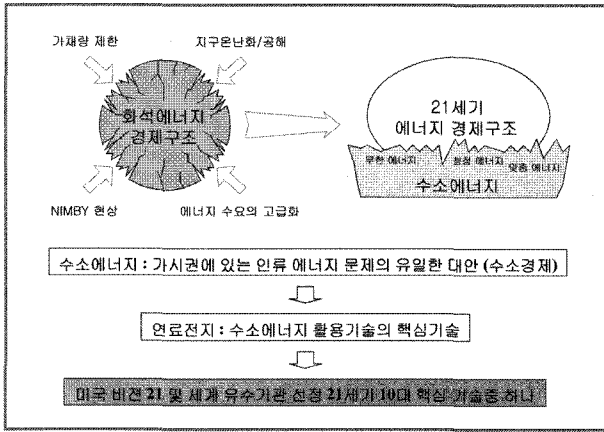 가채량 제한
지구온난화/공해
화석에너지
경제구조
NIMBY 현상
에너지 수요의 고급화
21세기
에너지 경제구조
무한 에너지
청정 에너지
맞춤 에너지
수소에너지
수소에너지 : 가시권에 있는 인류 에너지 문제의 유일한 대안 (수소경제)
연료전지 : 수소에너지 활용기술의 핵심기술
미국 비젼 21 및 세계 유수기관 선정 21세기 10대 핵심 기술중 하나